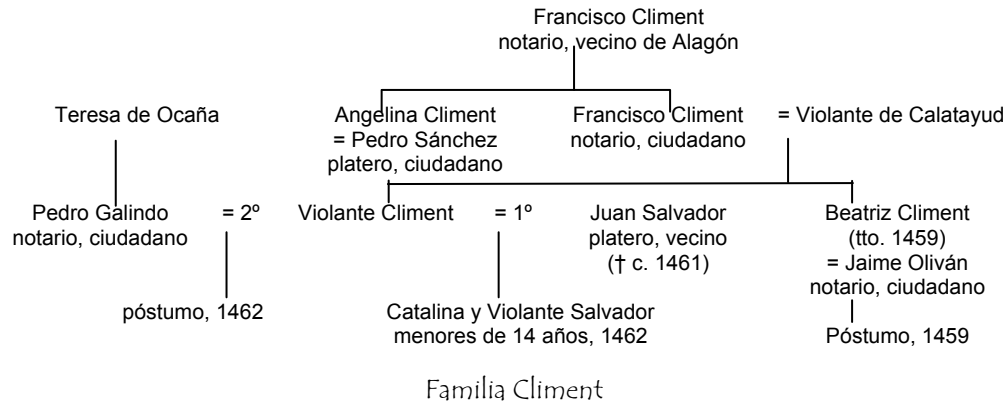 Francisco Climent
notario, vecino de Alagón
Teresa de Ocaña
Angelina Climent
= Pedro Sánchez
platero, ciudadano
Francisco Climent
notario, ciudadano
= Violante de Calatayud
Pedro Galindo
notario, ciudadano
= 2º
Violante Climent
= 1º
Juan Salvador
platero, vecino
(† c. 1461)
Beatriz Climent
(tto. 1459)
= Jaime Oliván
notario, ciudadano
póstumo, 1462
Catalina y Violante Salvador
menores de 14 años, 1462
Póstumo, 1459
Familia Climent